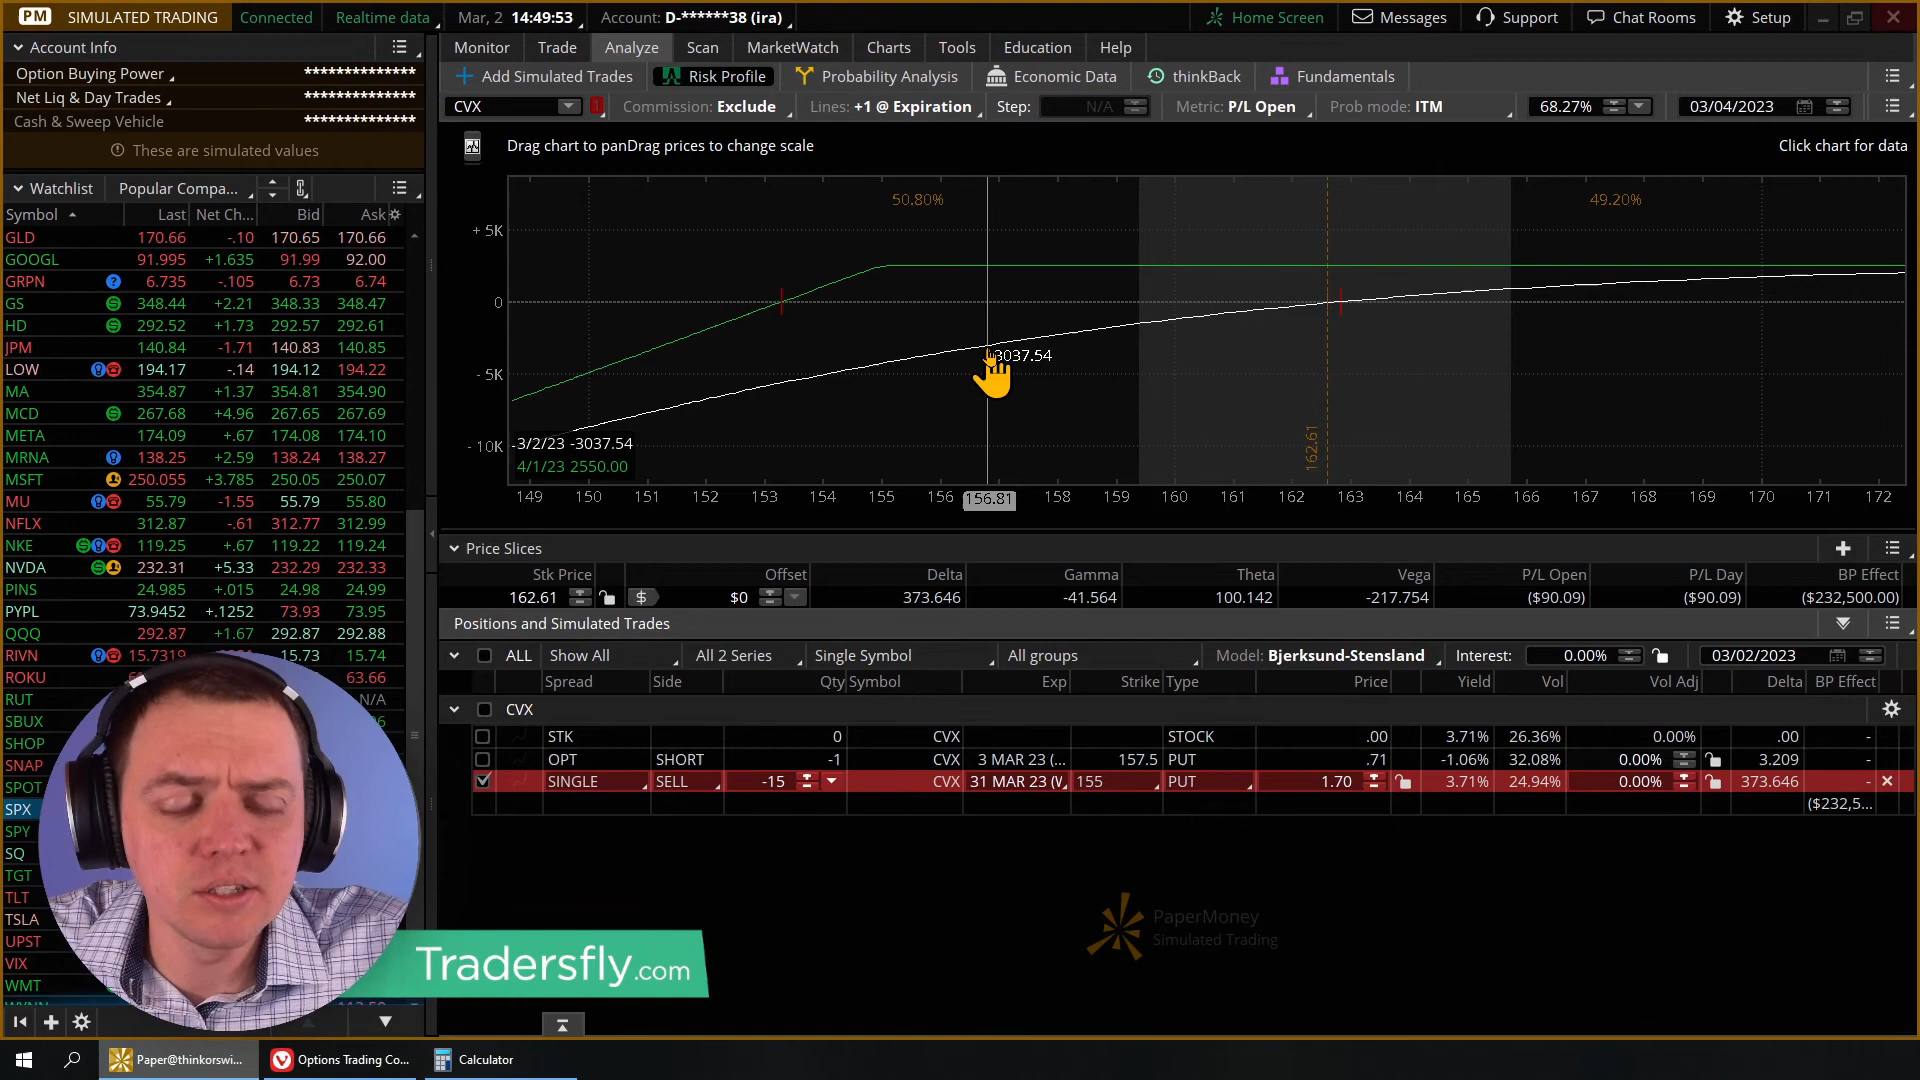 PM SIMULATED TRADING Connected Realtime data Mar, 2 14:49:53 Account: D-******38 (ira) Home Screen Messages Support Chat Rooms Setup
Account Info
Monitor Trade Analyze Scan MarketWatch Charts Tools Education Help
Option Buying Power **************
Add Simulated Trades Risk Profile Probability Analysis Economic Data thinkBack Fundamentals
Net Liq & Day Trades **************
CVX 1 Commission: Exclude Lines: +1 @ Expiration Step: N/A Metric: P/L Open Prob mode: ITM 68.27% 03/04/2023
Cash & Sweep Vehicle **************
These are simulated values
Drag chart to panDrag prices to change scale Click chart for data
Watchlist Popular Compa...
Symbol Last Net Ch... Bid Ask
GLD 170.66 -.10 170.65 170.66
GOOGL 91.995 +1.635 91.99 92.00
GRPN 6.735 -.105 6.73 6.74
GS 348.44 +2.21 348.33 348.47
HD 292.52 +1.73 292.57 292.61
JPM 140.84 -1.71 140.83 140.85
LOW 194.17 -.14 194.12 194.22
MA 354.87 +1.37 354.81 354.90
MCD 267.68 +4.96 267.65 267.69
META 174.09 +.67 174.08 174.10
MRNA 138.25 +2.59 138.24 138.27
MSFT 250.055 +3.785 250.05 250.07
MU 55.79 -1.55 55.79 55.80
NFLX 312.87 -.61 312.77 312.99
NKE 119.25 +.67 119.22 119.24
NVDA 232.31 +5.33 232.29 232.33
PINS 24.985 +.015 24.98 24.99
PYPL 73.9452 +.1252 73.93 73.95
QQQ 292.87 +1.67 292.87 292.88
RIVN 15.7319 15.73 15.74
ROKU 63.66
RUT N/A
SBUX
SHOP
SNAP
SPOT
SPX
SPY
SQ
TGT
TLT
TSLA
UPST
VIX
WMT
50.80% 49.20%
+ 5K
0
- 5K
- 10K
-3037.54
162.61
3/2/23 -3037.54
4/1/23 2550.00
149 150 151 152 153 154 155 156 156.81 158 159 160 161 162 163 164 165 166 167 168 169 170 171 172
Price Slices
Stk Price Offset Delta Gamma Theta Vega P/L Open P/L Day BP Effect
162.61 $ $0 373.646 -41.564 100.142 -217.754 ($90.09) ($90.09) ($232,500.00)
Positions and Simulated Trades
ALL Show All All 2 Series Single Symbol All groups Model: Bjerksund-Stensland Interest: 0.00% 03/02/2023
Spread Side Qty Symbol Exp Strike Type Price Yield Vol Vol Adj Delta BP Effect
CVX
STK 0 CVX STOCK .00 3.71% 26.36% 0.00% .00 -
OPT SHORT -1 CVX 3 MAR 23 (... 157.5 PUT .71 -1.06% 32.08% 0.00% 3.209 -
SINGLE SELL -15 CVX 31 MAR 23 (W 155 PUT 1.70 3.71% 24.94% 0.00% 373.646 -
($232,5...
PaperMoney
Simulated Trading
Tradersfly.com
Paper@thinkorswi... Options Trading Co... Calculator